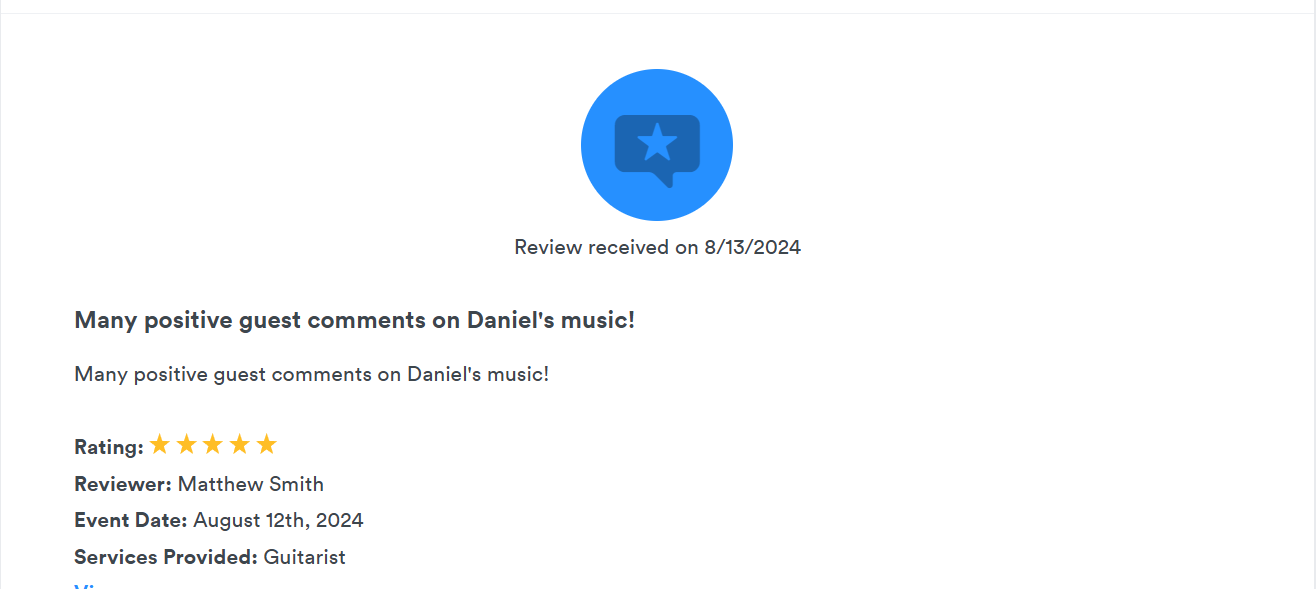 Review received on 8/13/2024
Many positive guest comments on Daniel's music!
Many positive guest comments on Daniel's music!
Rating: ★★★★★
Reviewer: Matthew Smith
Event Date: August 12th, 2024
Services Provided: Guitarist